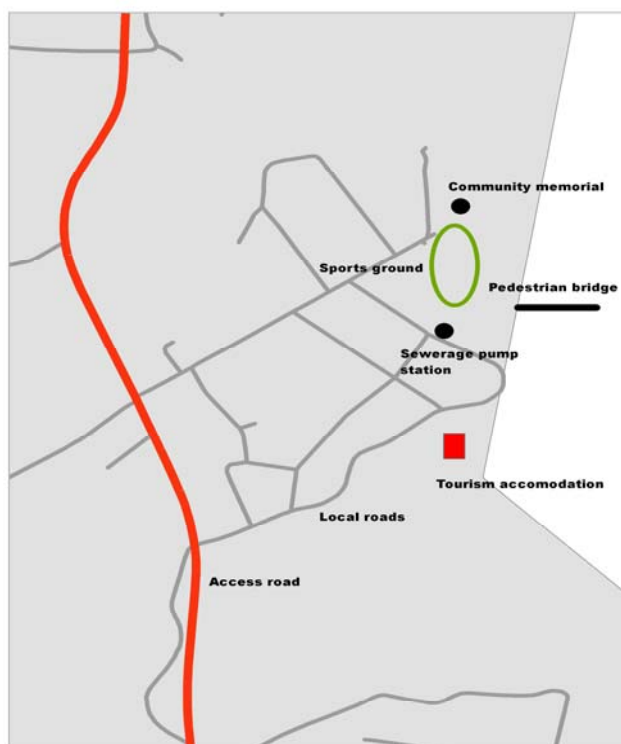 Community memorial
Sports ground
Pedestrian bridge
Sewerage pump
station
Tourism accomodation
Local roads
Access road